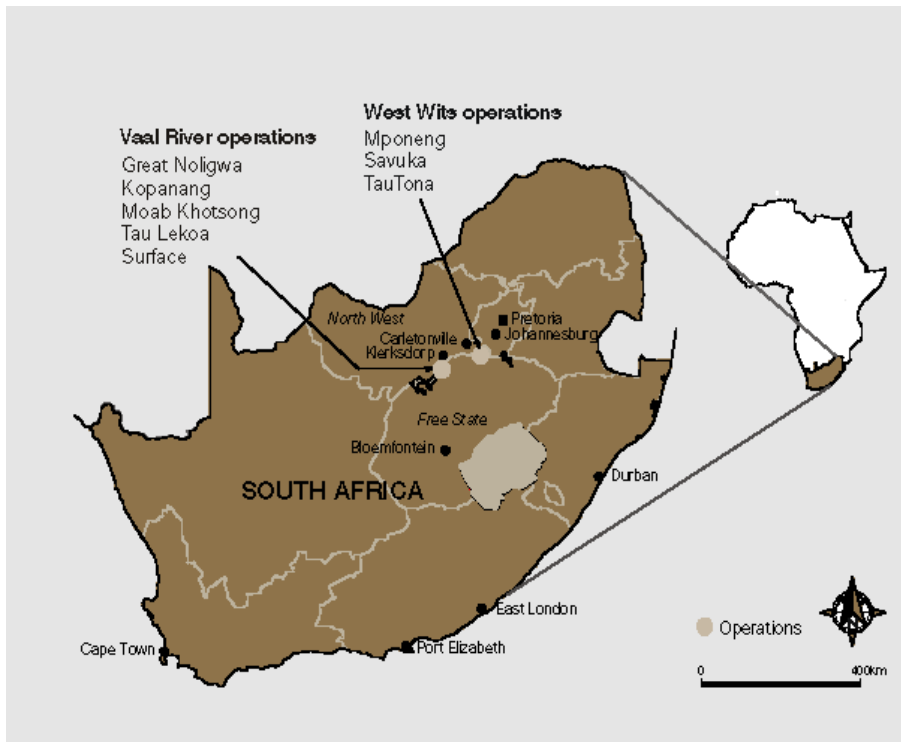 West Wits operations
Mponeng
Savuka
TauTona
Vaal River operations
Great Noligwa
Kopanang
Moab Khotsong
Tau Lekoa
Surface
North West
Pretoria
Johannesburg
Carletonville
Klerksdorp
Free State
Bloemfontein
Durban
SOUTH AFRICA
East London
Port Elizabeth
Cape Town
Operations
0
400km